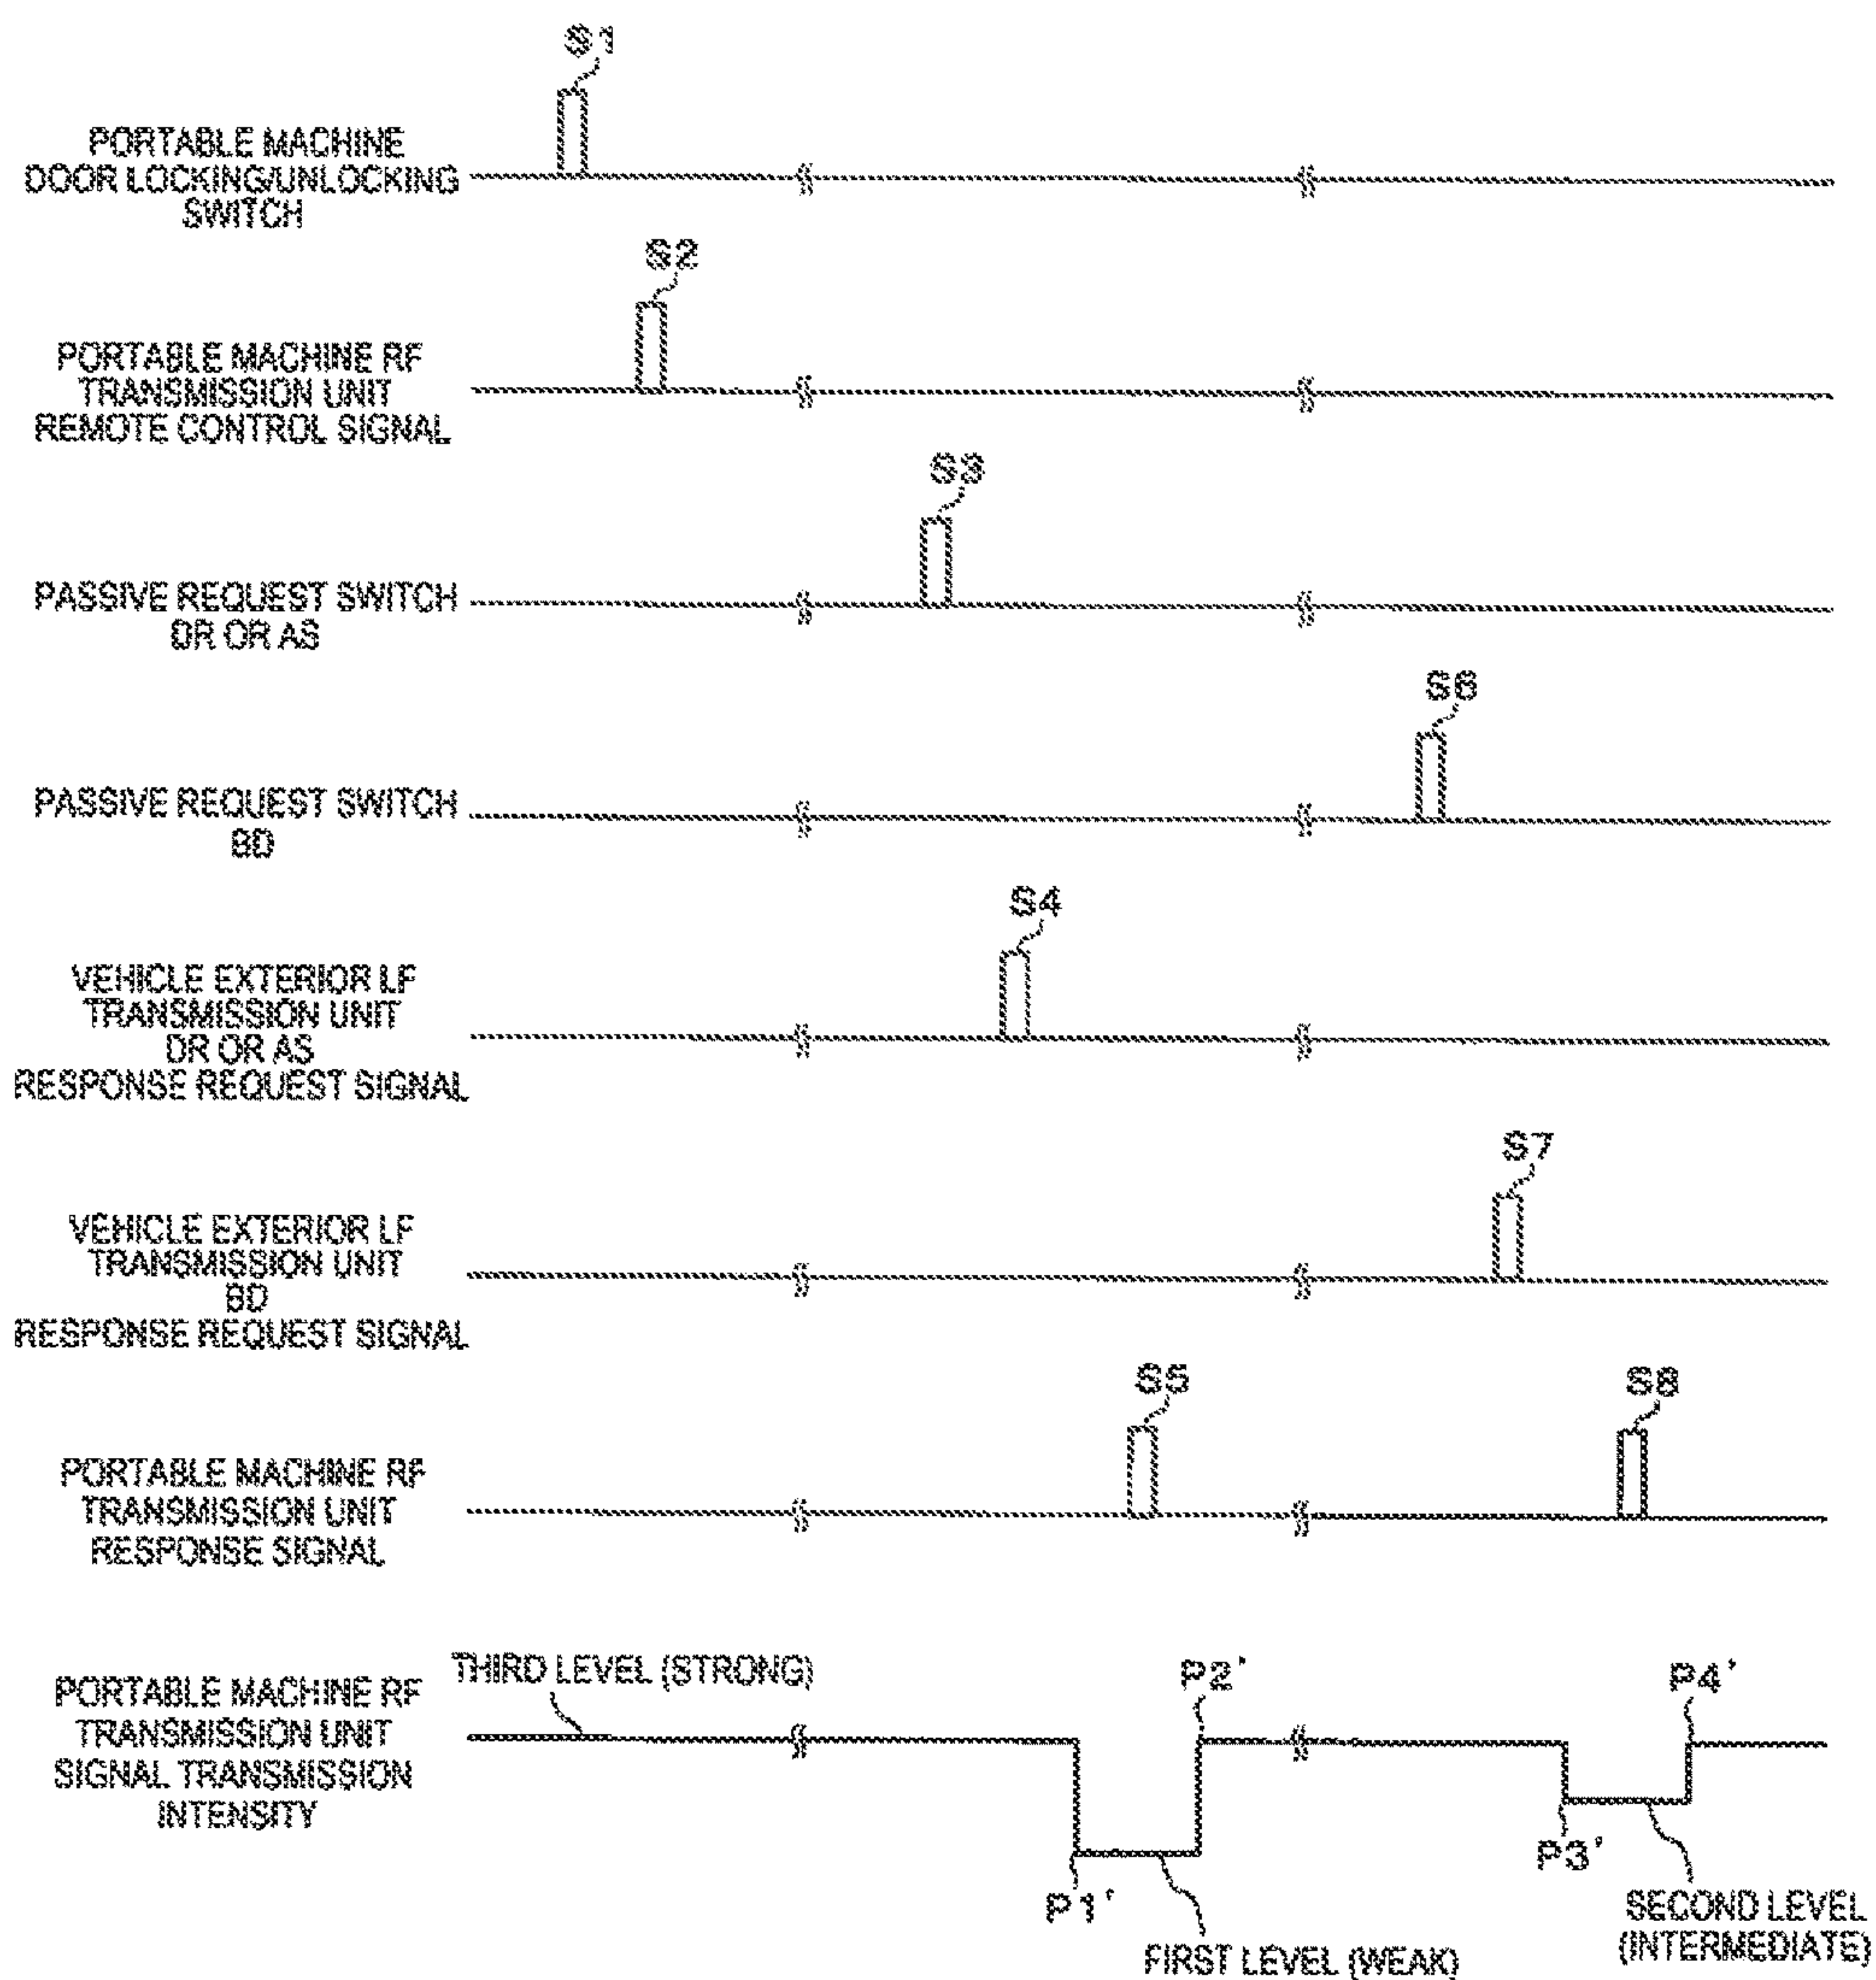 S1
PORTABLE MACHINE
DOOR LOCKING/UNLOCKING
SWITCH
S2
PORTABLE MACHINE RF
TRANSMISSION UNIT
REMOTE CONTROL SIGNAL
S3
PASSIVE REQUEST SWITCH
DR OR AS
S6
PASSIVE REQUEST SWITCH
BD
S4
VEHICLE EXTERIOR LF
TRANSMISSION UNIT
DR OR AS
RESPONSE REQUEST SIGNAL
S7
VEHICLE EXTERIOR LF
TRANSMISSION UNIT
BD
RESPONSE REQUEST SIGNAL
S5
S8
PORTABLE MACHINE RF
TRANSMISSION UNIT
RESPONSE SIGNAL
THIRD LEVEL (STRONG)
P2'
P4'
PORTABLE MACHINE RF
TRANSMISSION UNIT
SIGNAL TRANSMISSION
INTENSITY
P1'
P3'
FIRST LEVEL (WEAK)
SECOND LEVEL
(INTERMEDIATE)